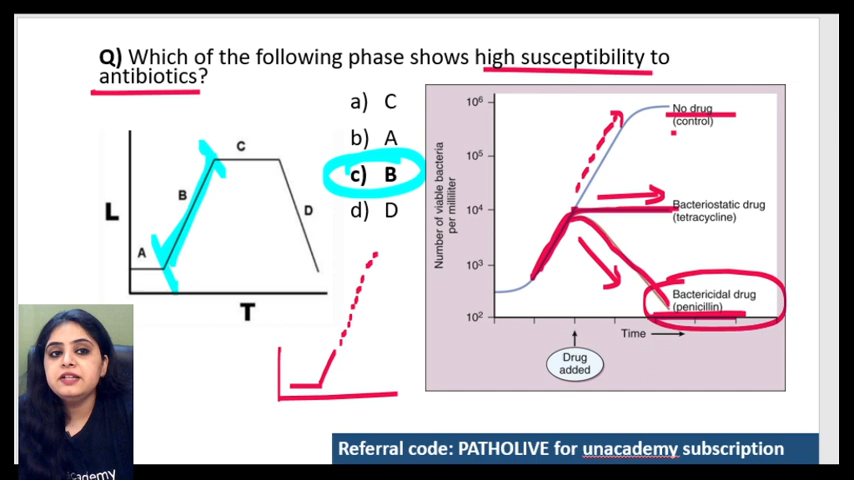 Q) Which of the following phase shows high susceptibility to
antibiotics?
a) C
b) A
c) B
d) D
L
A
B
C
D
T
Number of viable bacteria
per milliliter
10⁶
10⁵
10⁴
10³
10²
No drug
(control)
Bacteriostatic drug
(tetracycline)
Bactericidal drug
(penicillin)
Time
Drug
added
cademy
Referral code: PATHOLIVE for unacademy subscription